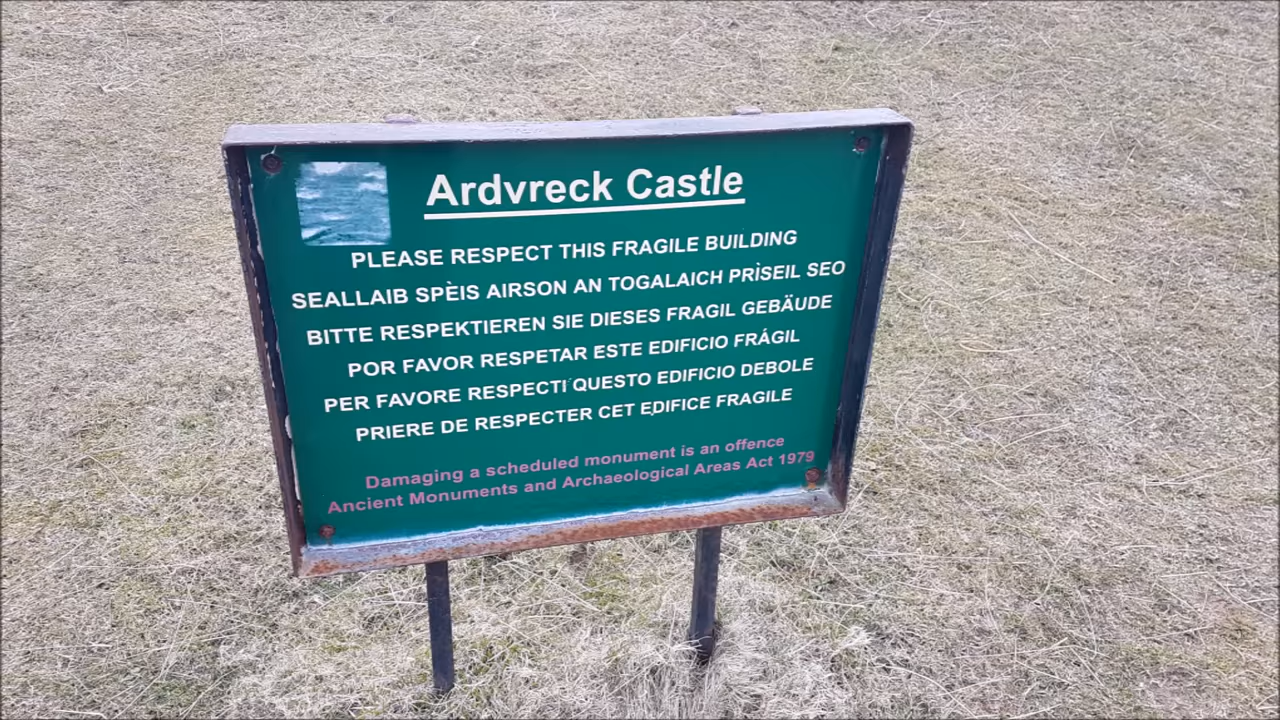 Ardvreck Castle
PLEASE RESPECT THIS FRAGILE BUILDING
SEALLAIB SPÈIS AIRSON AN TOGALAICH PRÌSEIL SEO
BITTE RESPEKTIEREN SIE DIESES FRAGIL GEBÄUDE
POR FAVOR RESPETAR ESTE EDIFICIO FRÁGIL
PER FAVORE RESPECTI QUESTO EDIFICIO DEBOLE
PRIERE DE RESPECTER CET EDIFICE FRAGILE
Damaging a scheduled monument is an offence
Ancient Monuments and Archaeological Areas Act 1979